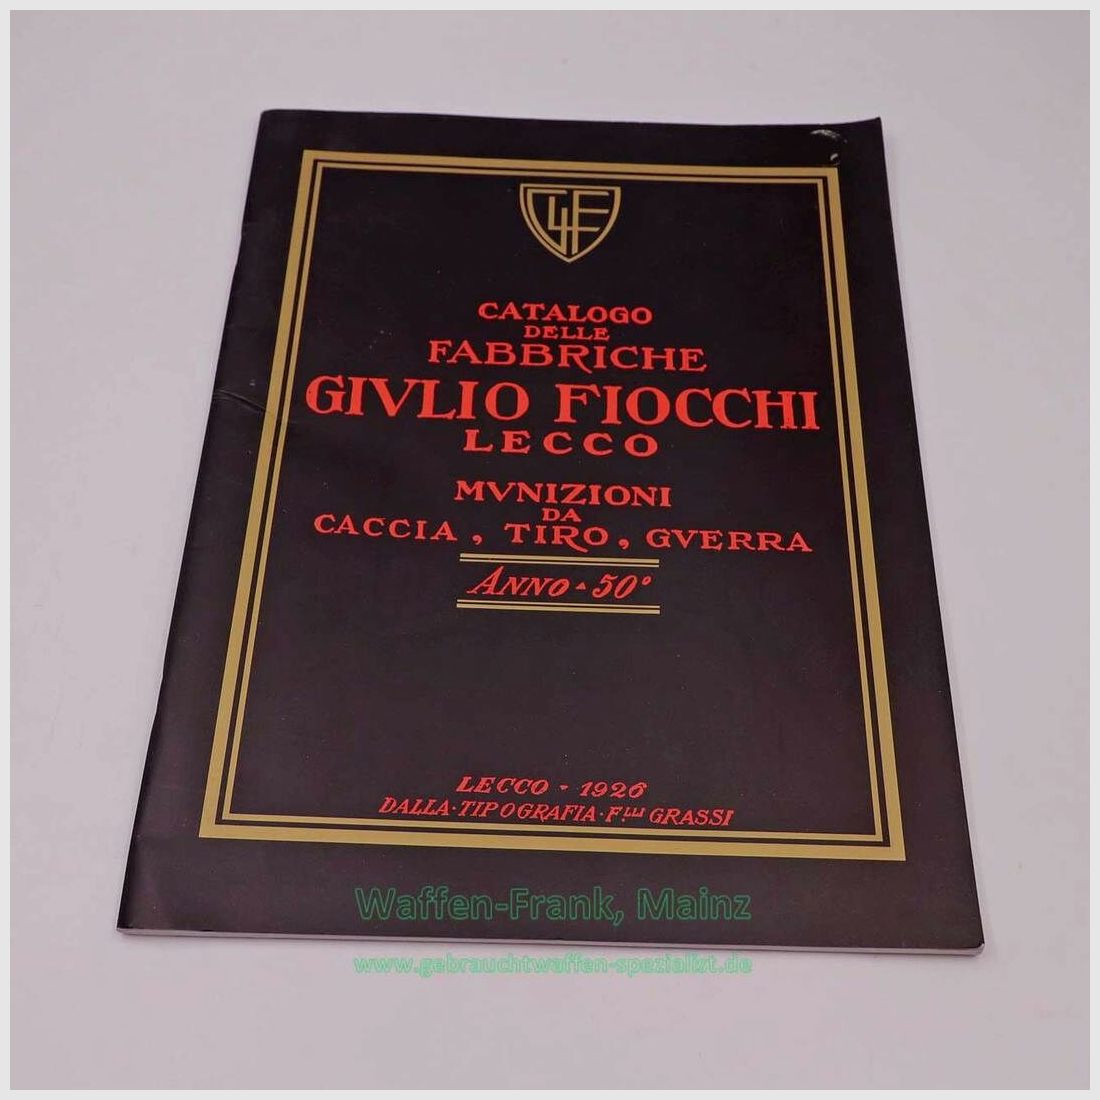 GF
CATALOGO
DELLE
FABBRICHE
GIVLIO FIOCCHI
LECCO
MVNIZIONI
DA
CACCIA, TIRO, GVERRA
ANNO - 50°
LECCO - 1926
DALLA · TIPOGRAFIA · F.LLI GRASSI
Waffen-Frank, Mainz
www.gebrauchtwaffen-spezialist.de